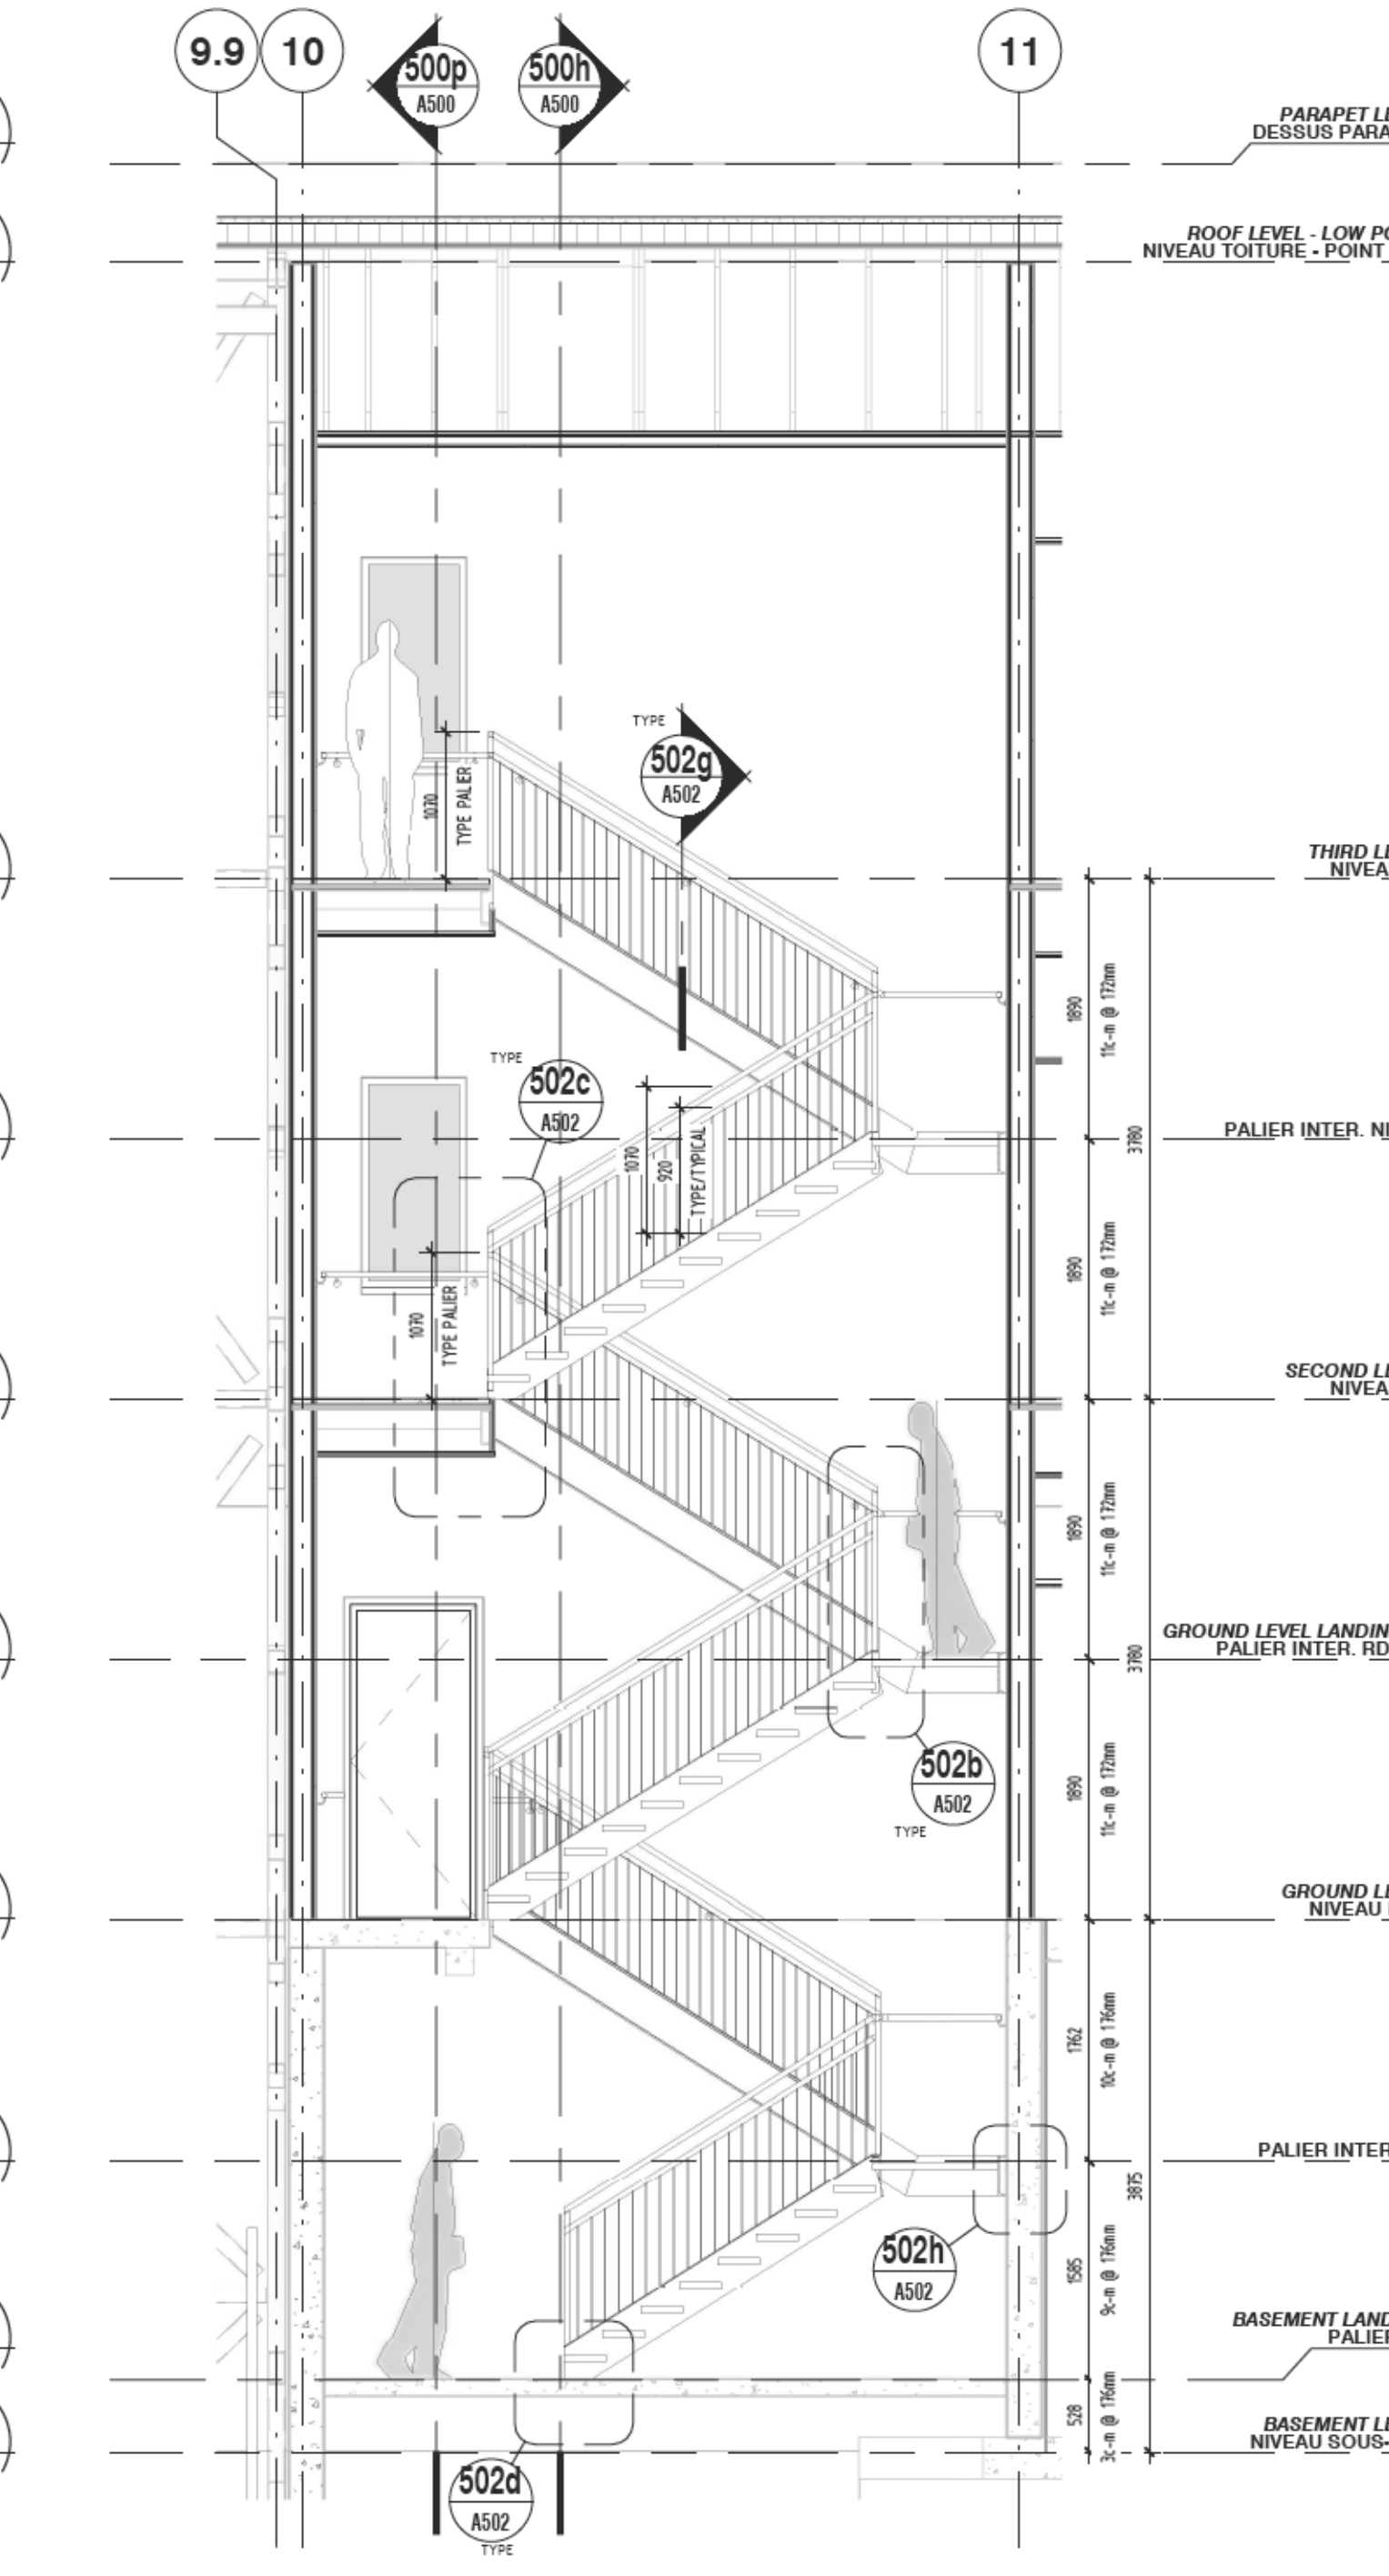 9.9
10
500p
A500
500h
A500
11
PARAPET LE
DESSUS PARA
ROOF LEVEL - LOW PO
NIVEAU TOITURE - POINT
TYPE
502g
A502
1070
TYPE PALIER
THIRD LE
NIVEA
1890
11c-m @ 172mm
TYPE
502c
A502
3780
PALIER INTER. NI
1070
920
TYPE/TYPICAL
1890
11c-m @ 172mm
1070
TYPE PALIER
SECOND LE
NIVEA
1890
11c-m @ 172mm
GROUND LEVEL LANDIN
PALIER INTER. RD
3780
502b
A502
TYPE
1890
11c-m @ 172mm
GROUND LE
NIVEAU
1762
10c-m @ 176mm
PALIER INTER
3875
502h
A502
1585
9c-m @ 176mm
BASEMENT LAND
PALIER
528
3c-m @ 176mm
BASEMENT LE
NIVEAU SOUS-
502d
A502
TYPE